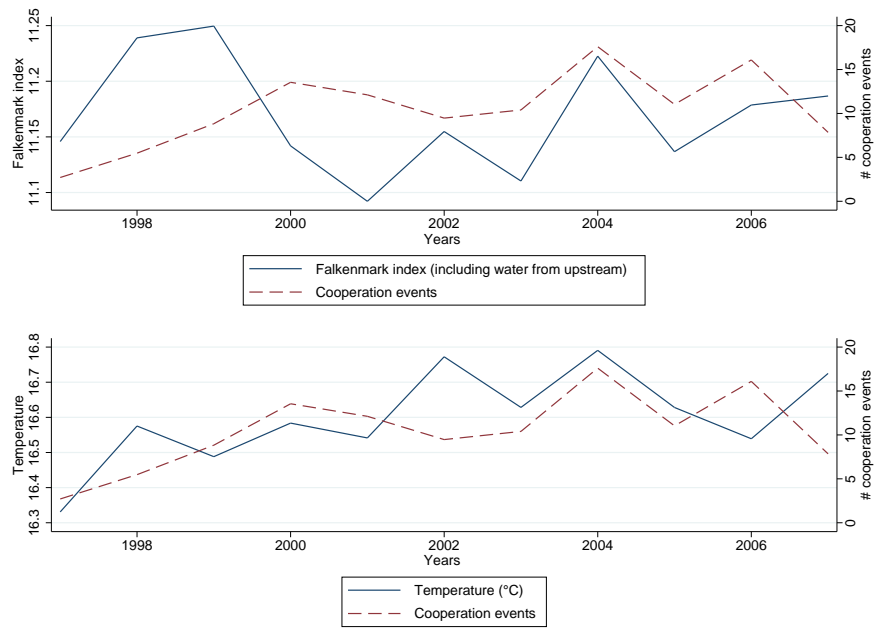 11.25
11.2
11.15
11.1
Falkenmark index
20
15
10
5
0
# cooperation events
1998 2000 2002 2004 2006
Years
Falkenmark index (including water from upstream)
Cooperation events
16.8
16.7
16.6
16.5
16.4
16.3
Temperature
20
15
10
5
0
# cooperation events
1998 2000 2002 2004 2006
Years
Temperature (°C)
Cooperation events